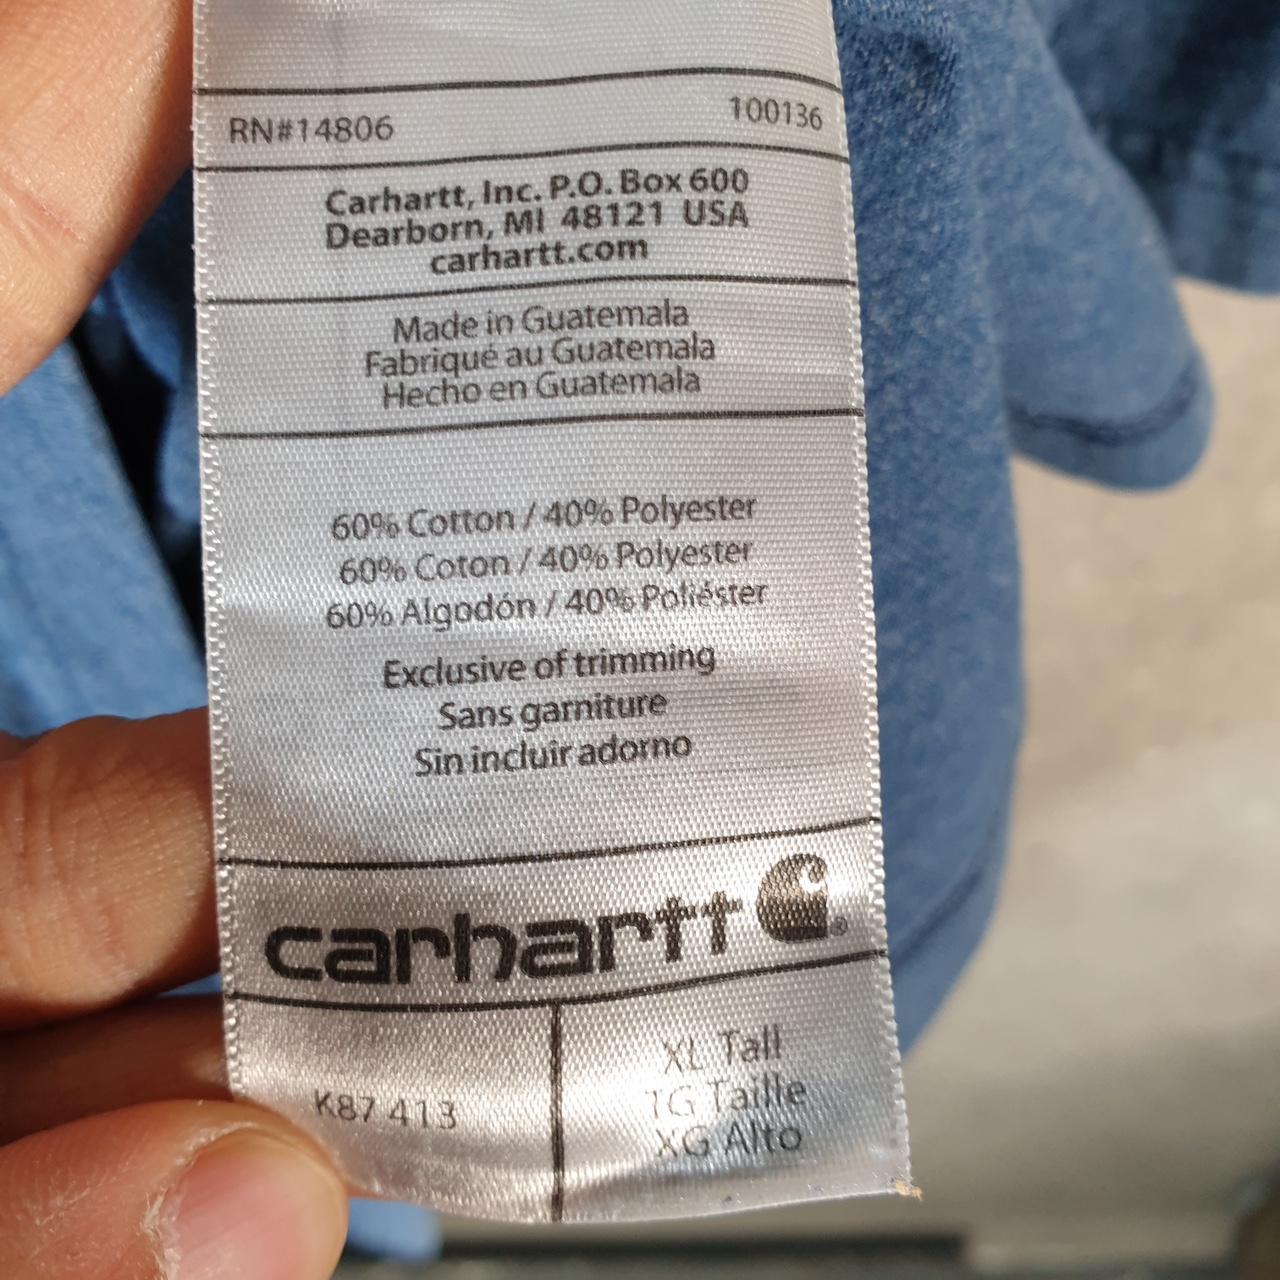 RN#14806 100136
Carhartt, Inc. P.O. Box 600
Dearborn, MI 48121 USA
carhartt.com
Made in Guatemala
Fabriqué au Guatemala
Hecho en Guatemala
60% Cotton / 40% Polyester
60% Coton / 40% Polyester
60% Algodón / 40% Poliéster
Exclusive of trimming
Sans garniture
Sin incluir adorno
carhartt ®
K87 413
XL Tall
TG Taille
XG Alto